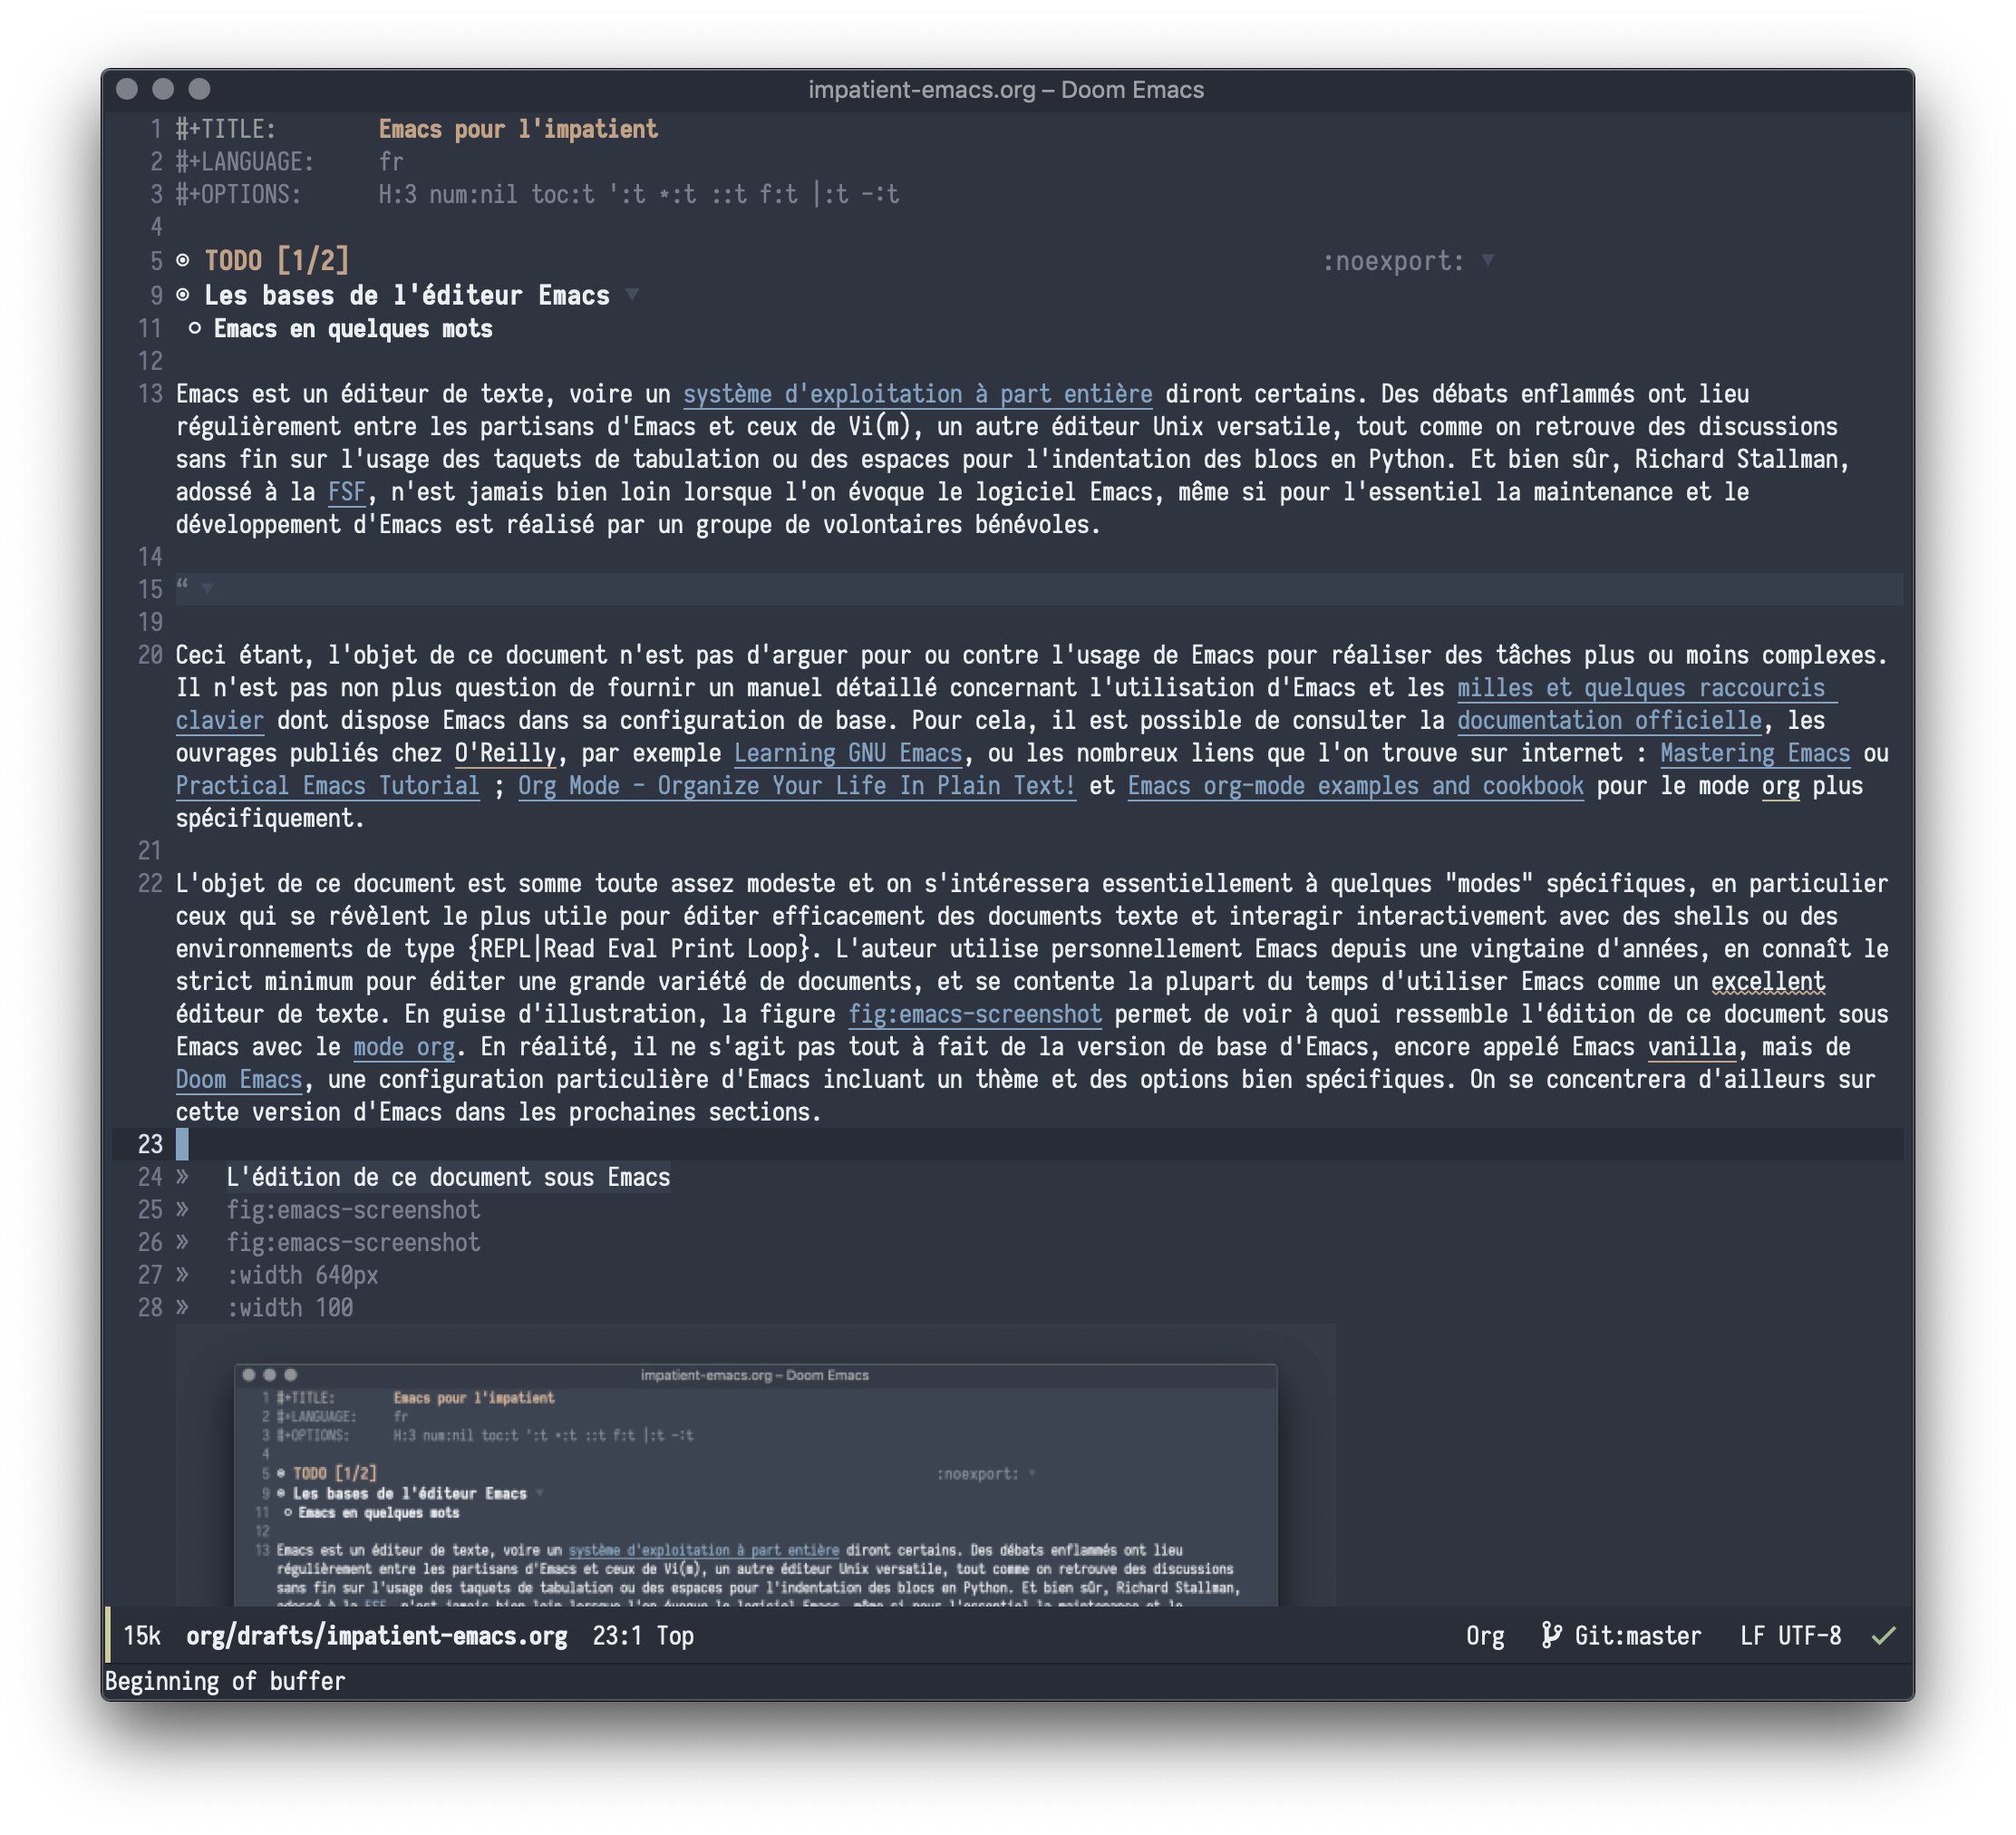 impatient-emacs.org – Doom Emacs
1 #+TITLE: Emacs pour l'impatient
2 #+LANGUAGE: fr
3 #+OPTIONS: H:3 num:nil toc:t ':t *:t ::t f:t |:t -:t
4
5 TODO [1/2] :noexport: ▼
9 Les bases de l'éditeur Emacs ▼
11 Emacs en quelques mots
12
13 Emacs est un éditeur de texte, voire un système d'exploitation à part entière diront certains. Des débats enflammés ont lieu
régulièrement entre les partisans d'Emacs et ceux de Vi(m), un autre éditeur Unix versatile, tout comme on retrouve des discussions
sans fin sur l'usage des taquets de tabulation ou des espaces pour l'indentation des blocs en Python. Et bien sûr, Richard Stallman,
adossé à la FSF, n'est jamais bien loin lorsque l'on évoque le logiciel Emacs, même si pour l'essentiel la maintenance et le
développement d'Emacs est réalisé par un groupe de volontaires bénévoles.
14
15 “ ▼
19
20 Ceci étant, l'objet de ce document n'est pas d'arguer pour ou contre l'usage de Emacs pour réaliser des tâches plus ou moins complexes.
Il n'est pas non plus question de fournir un manuel détaillé concernant l'utilisation d'Emacs et les milles et quelques raccourcis
clavier dont dispose Emacs dans sa configuration de base. Pour cela, il est possible de consulter la documentation officielle, les
ouvrages publiés chez O'Reilly, par exemple Learning GNU Emacs, ou les nombreux liens que l'on trouve sur internet : Mastering Emacs ou
Practical Emacs Tutorial ; Org Mode - Organize Your Life In Plain Text! et Emacs org-mode examples and cookbook pour le mode org plus
spécifiquement.
21
22 L'objet de ce document est somme toute assez modeste et on s'intéressera essentiellement à quelques "modes" spécifiques, en particulier
ceux qui se révèlent le plus utile pour éditer efficacement des documents texte et interagir interactivement avec des shells ou des
environnements de type {REPL|Read Eval Print Loop}. L'auteur utilise personnellement Emacs depuis une vingtaine d'années, en connaît le
strict minimum pour éditer une grande variété de documents, et se contente la plupart du temps d'utiliser Emacs comme un excellent
éditeur de texte. En guise d'illustration, la figure fig:emacs-screenshot permet de voir à quoi ressemble l'édition de ce document sous
Emacs avec le mode org. En réalité, il ne s'agit pas tout à fait de la version de base d'Emacs, encore appelé Emacs vanilla, mais de
Doom Emacs, une configuration particulière d'Emacs incluant un thème et des options bien spécifiques. On se concentrera d'ailleurs sur
cette version d'Emacs dans les prochaines sections.
23
24 » L'édition de ce document sous Emacs
25 » fig:emacs-screenshot
26 » fig:emacs-screenshot
27 » :width 640px
28 » :width 100
impatient-emacs.org – Doom Emacs
1 #+TITLE: Emacs pour l'impatient
2 #+LANGUAGE: fr
3 #+OPTIONS: H:3 num:nil toc:t ':t *:t ::t f:t |:t -:t
4
5 TODO [1/2] :noexport: ▼
9 Les bases de l'éditeur Emacs ▼
11 Emacs en quelques mots
12
13 Emacs est un éditeur de texte, voire un système d'exploitation à part entière diront certains. Des débats enflammés ont lieu
régulièrement entre les partisans d'Emacs et ceux de Vi(m), un autre éditeur Unix versatile, tout comme on retrouve des discussions
sans fin sur l'usage des taquets de tabulation ou des espaces pour l'indentation des blocs en Python. Et bien sûr, Richard Stallman,
15k org/drafts/impatient-emacs.org 23:1 Top Org Git:master LF UTF-8 ✓
Beginning of buffer